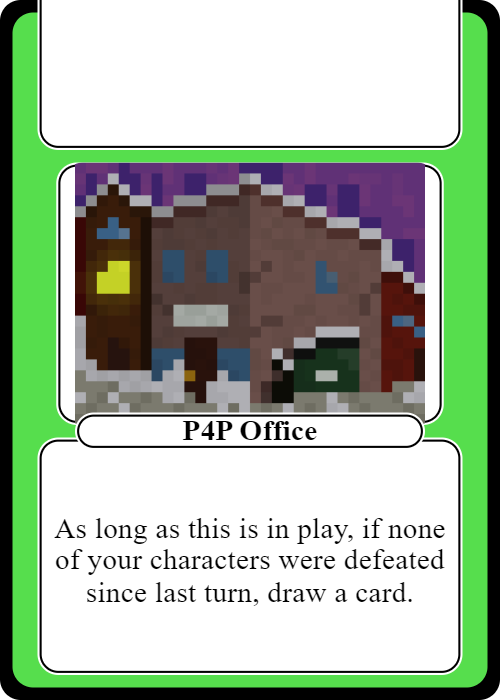 P4P Office
As long as this is in play, if none
of your characters were defeated
since last turn, draw a card.